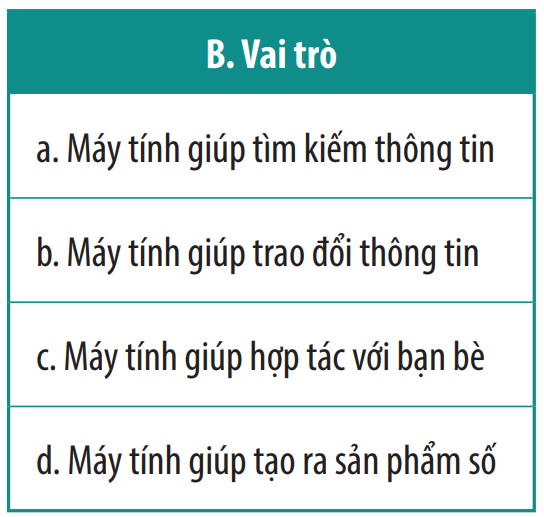 B. Vai trò
a. Máy tính giúp tìm kiếm thông tin
b. Máy tính giúp trao đổi thông tin
c. Máy tính giúp hợp tác với bạn bè
d. Máy tính giúp tạo ra sản phẩm số